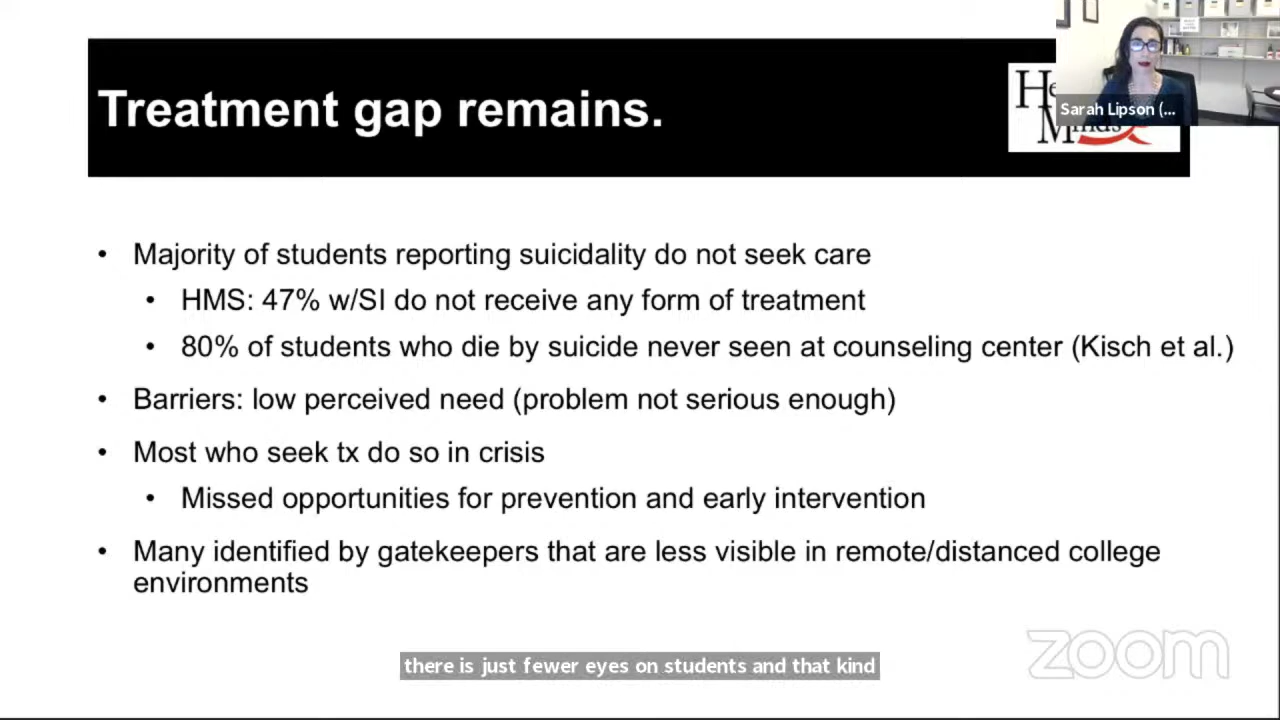 Treatment gap remains.
He
Minds
Sarah Lipson (...
• Majority of students reporting suicidality do not seek care
• HMS: 47% w/SI do not receive any form of treatment
• 80% of students who die by suicide never seen at counseling center (Kisch et al.)
• Barriers: low perceived need (problem not serious enough)
• Most who seek tx do so in crisis
• Missed opportunities for prevention and early intervention
• Many identified by gatekeepers that are less visible in remote/distanced college
environments
there is just fewer eyes on students and that kind
zoom